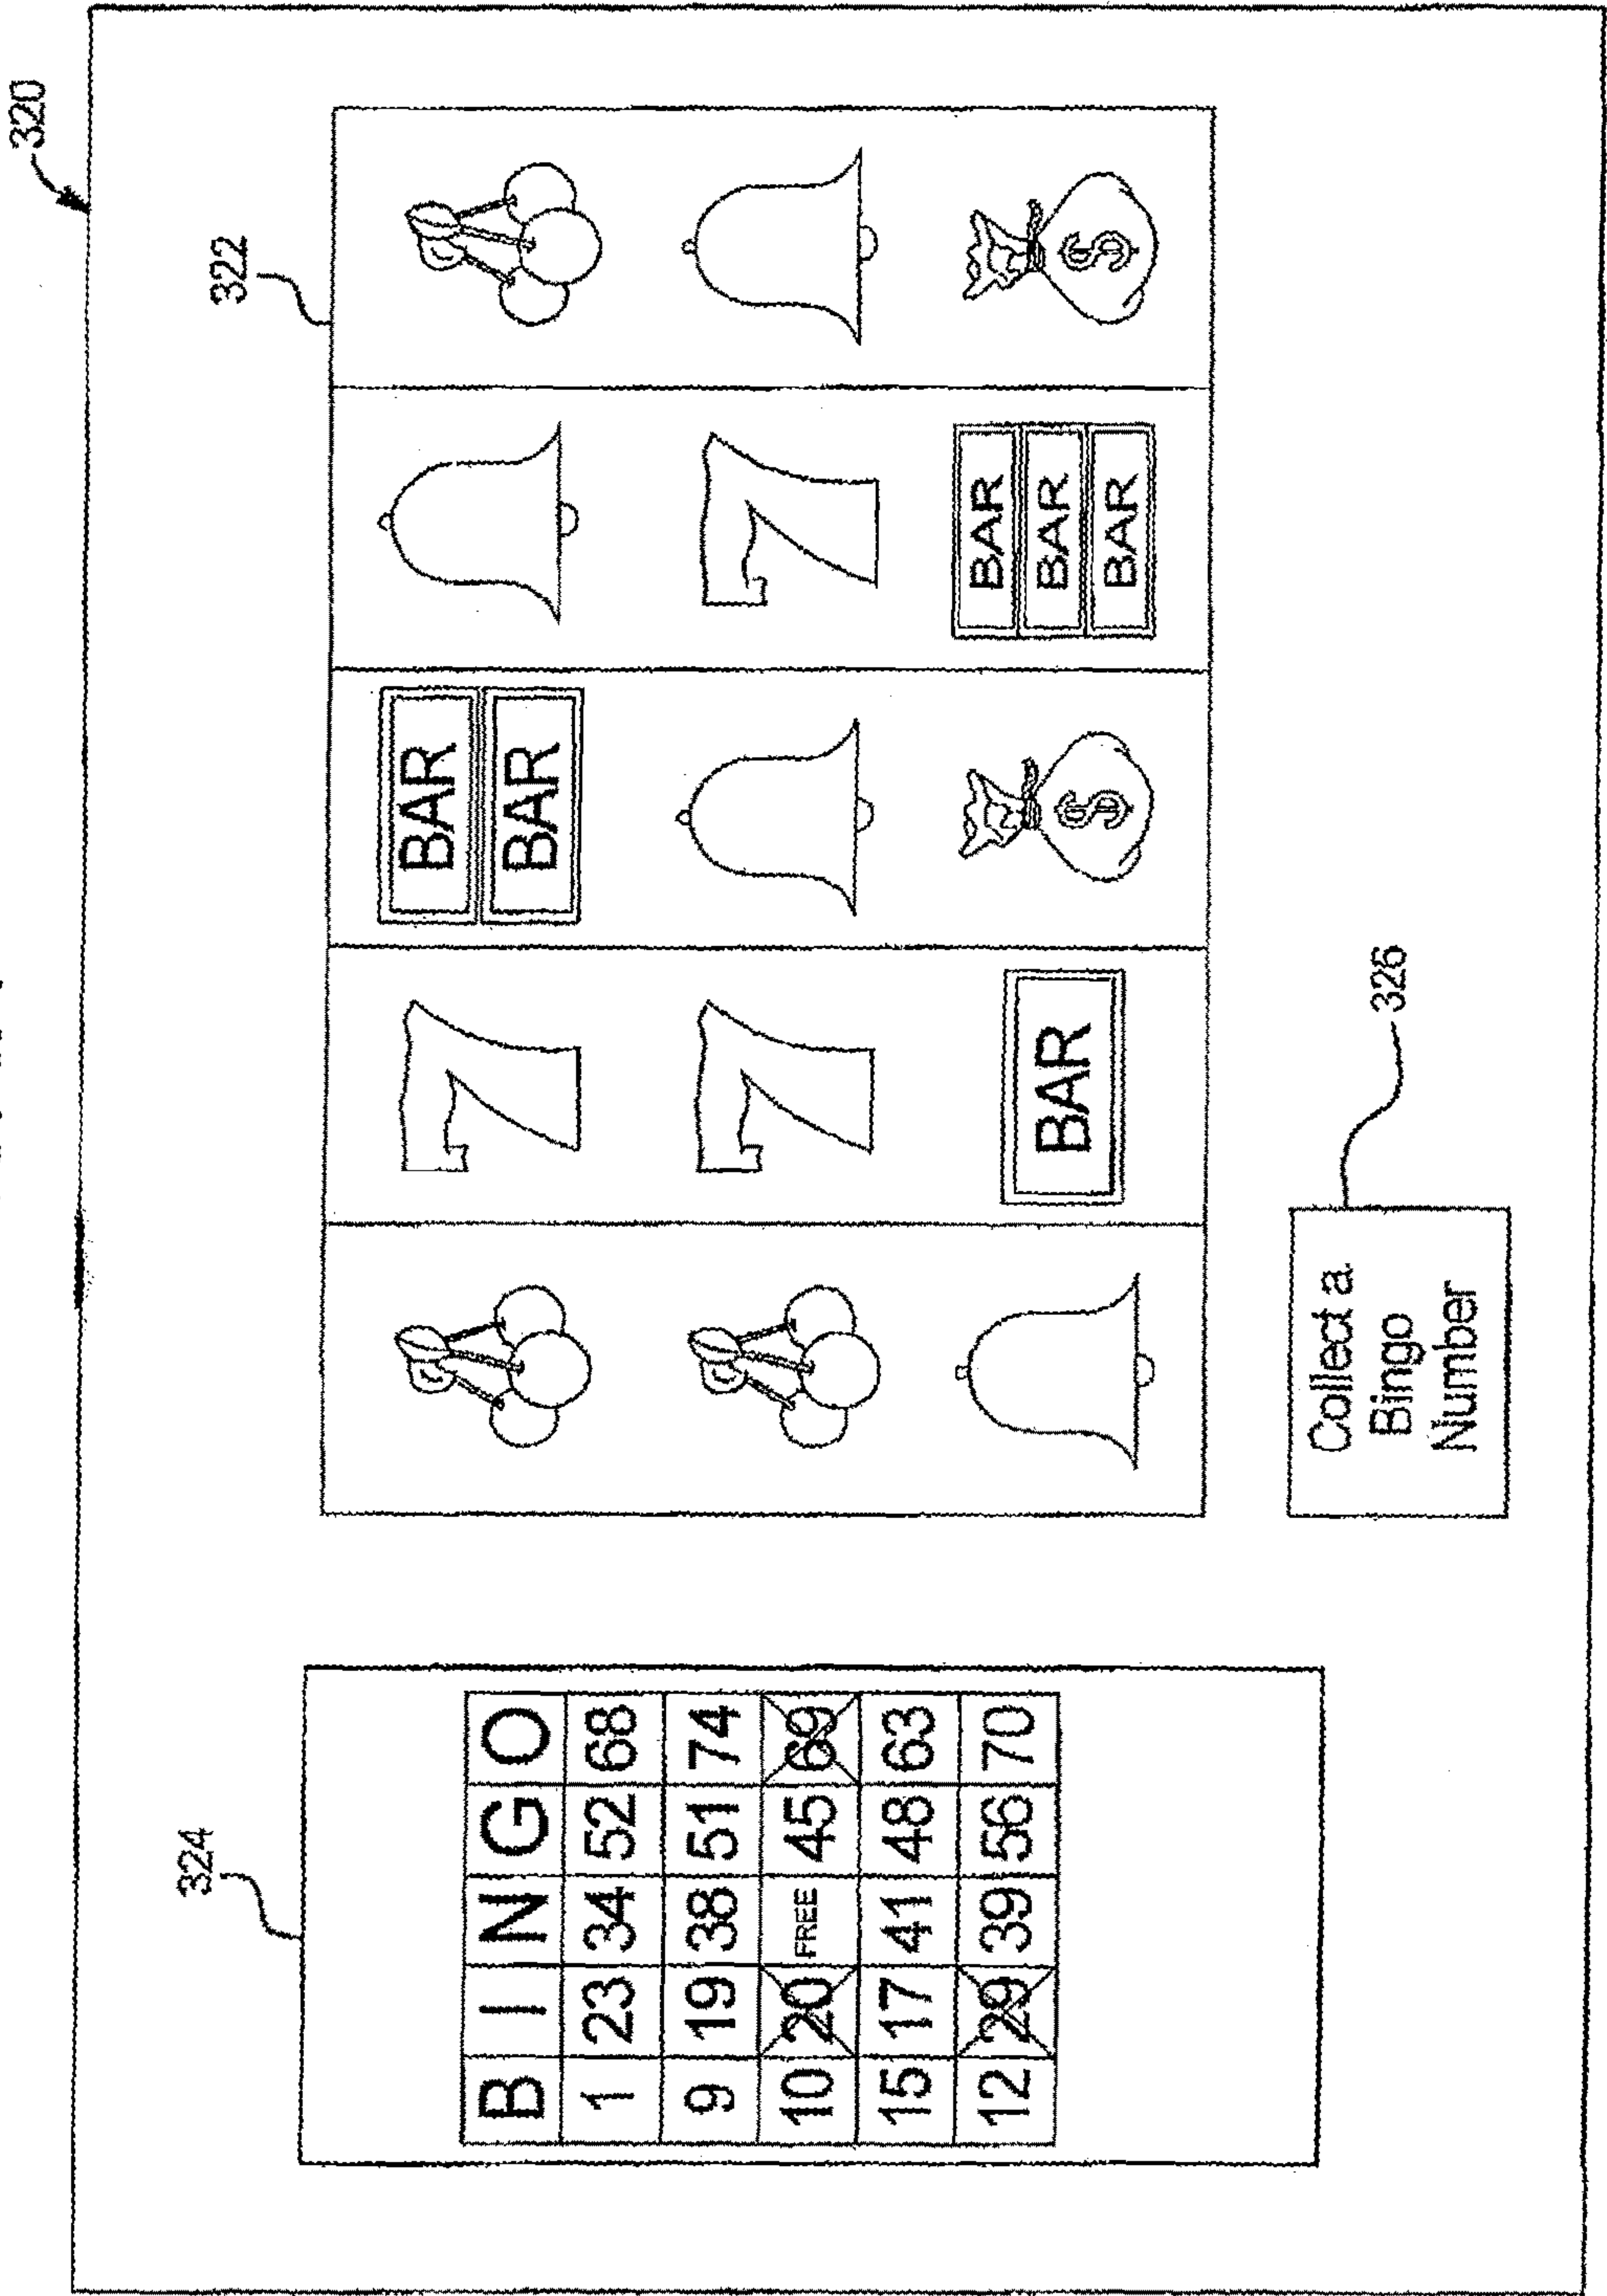 320
322
BAR
BAR
BAR
BAR
BAR
BAR
$
$
324
B I N G O
1 23 34 52 68
9 19 38 51 74
10 20 FREE 45 69
15 17 41 48 63
12 29 39 56 70
Collect a
Bingo
Number
326